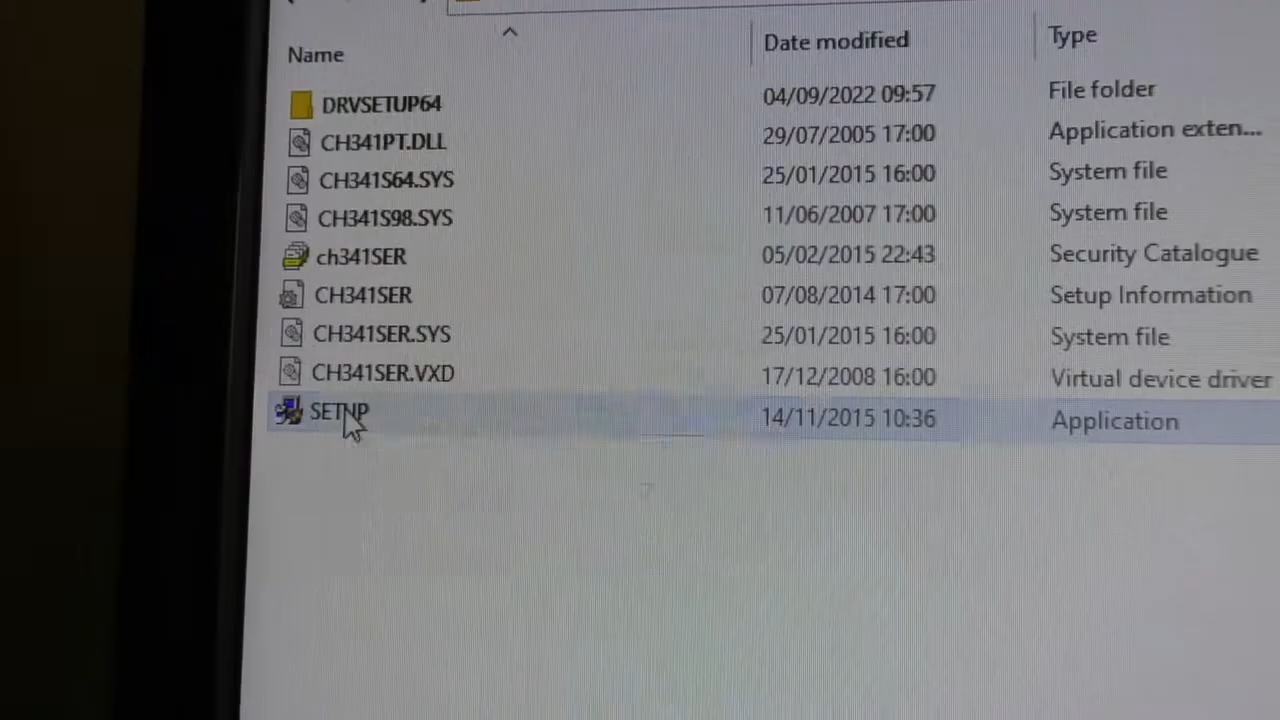 Name Date modified Type
DRVSETUP64 04/09/2022 09:57 File folder
CH341PT.DLL 29/07/2005 17:00 Application exten...
CH341S64.SYS 25/01/2015 16:00 System file
CH341S98.SYS 11/06/2007 17:00 System file
ch341SER 05/02/2015 22:43 Security Catalogue
CH341SER 07/08/2014 17:00 Setup Information
CH341SER.SYS 25/01/2015 16:00 System file
CH341SER.VXD 17/12/2008 16:00 Virtual device driver
SETUP 14/11/2015 10:36 Application